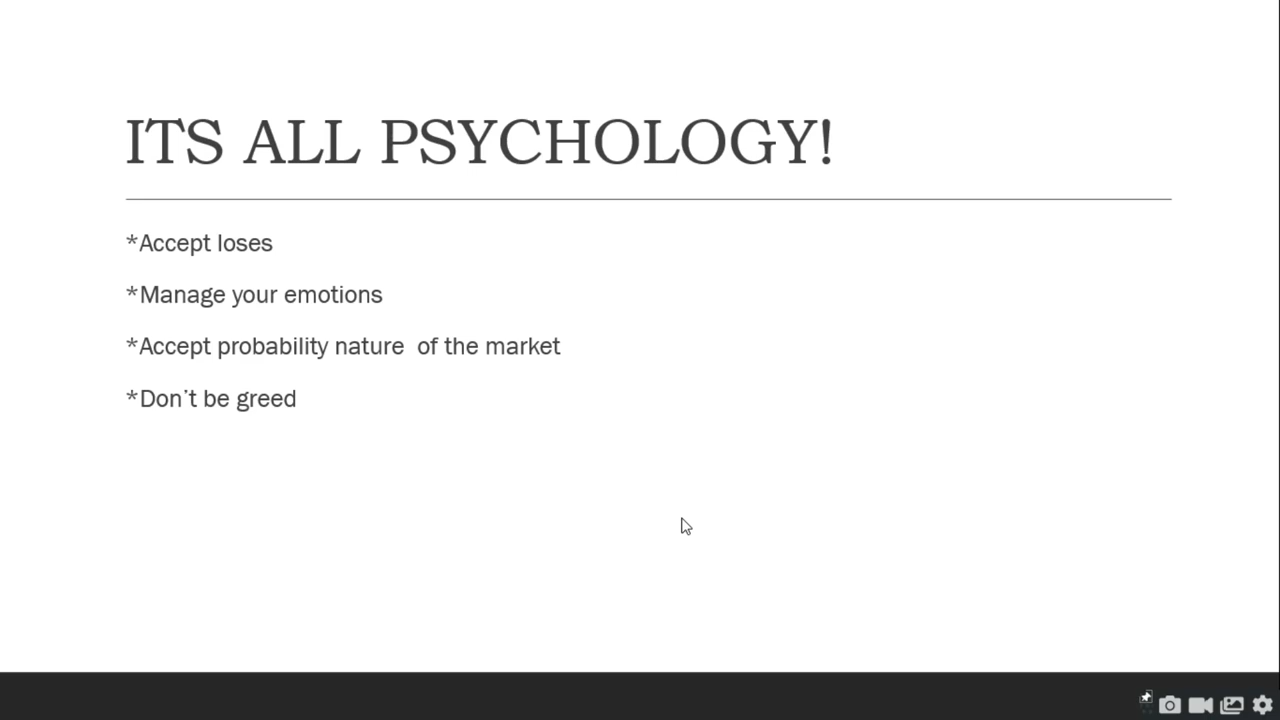 ITS ALL PSYCHOLOGY!
*Accept loses
*Manage your emotions
*Accept probability nature  of the market
*Don't be greed